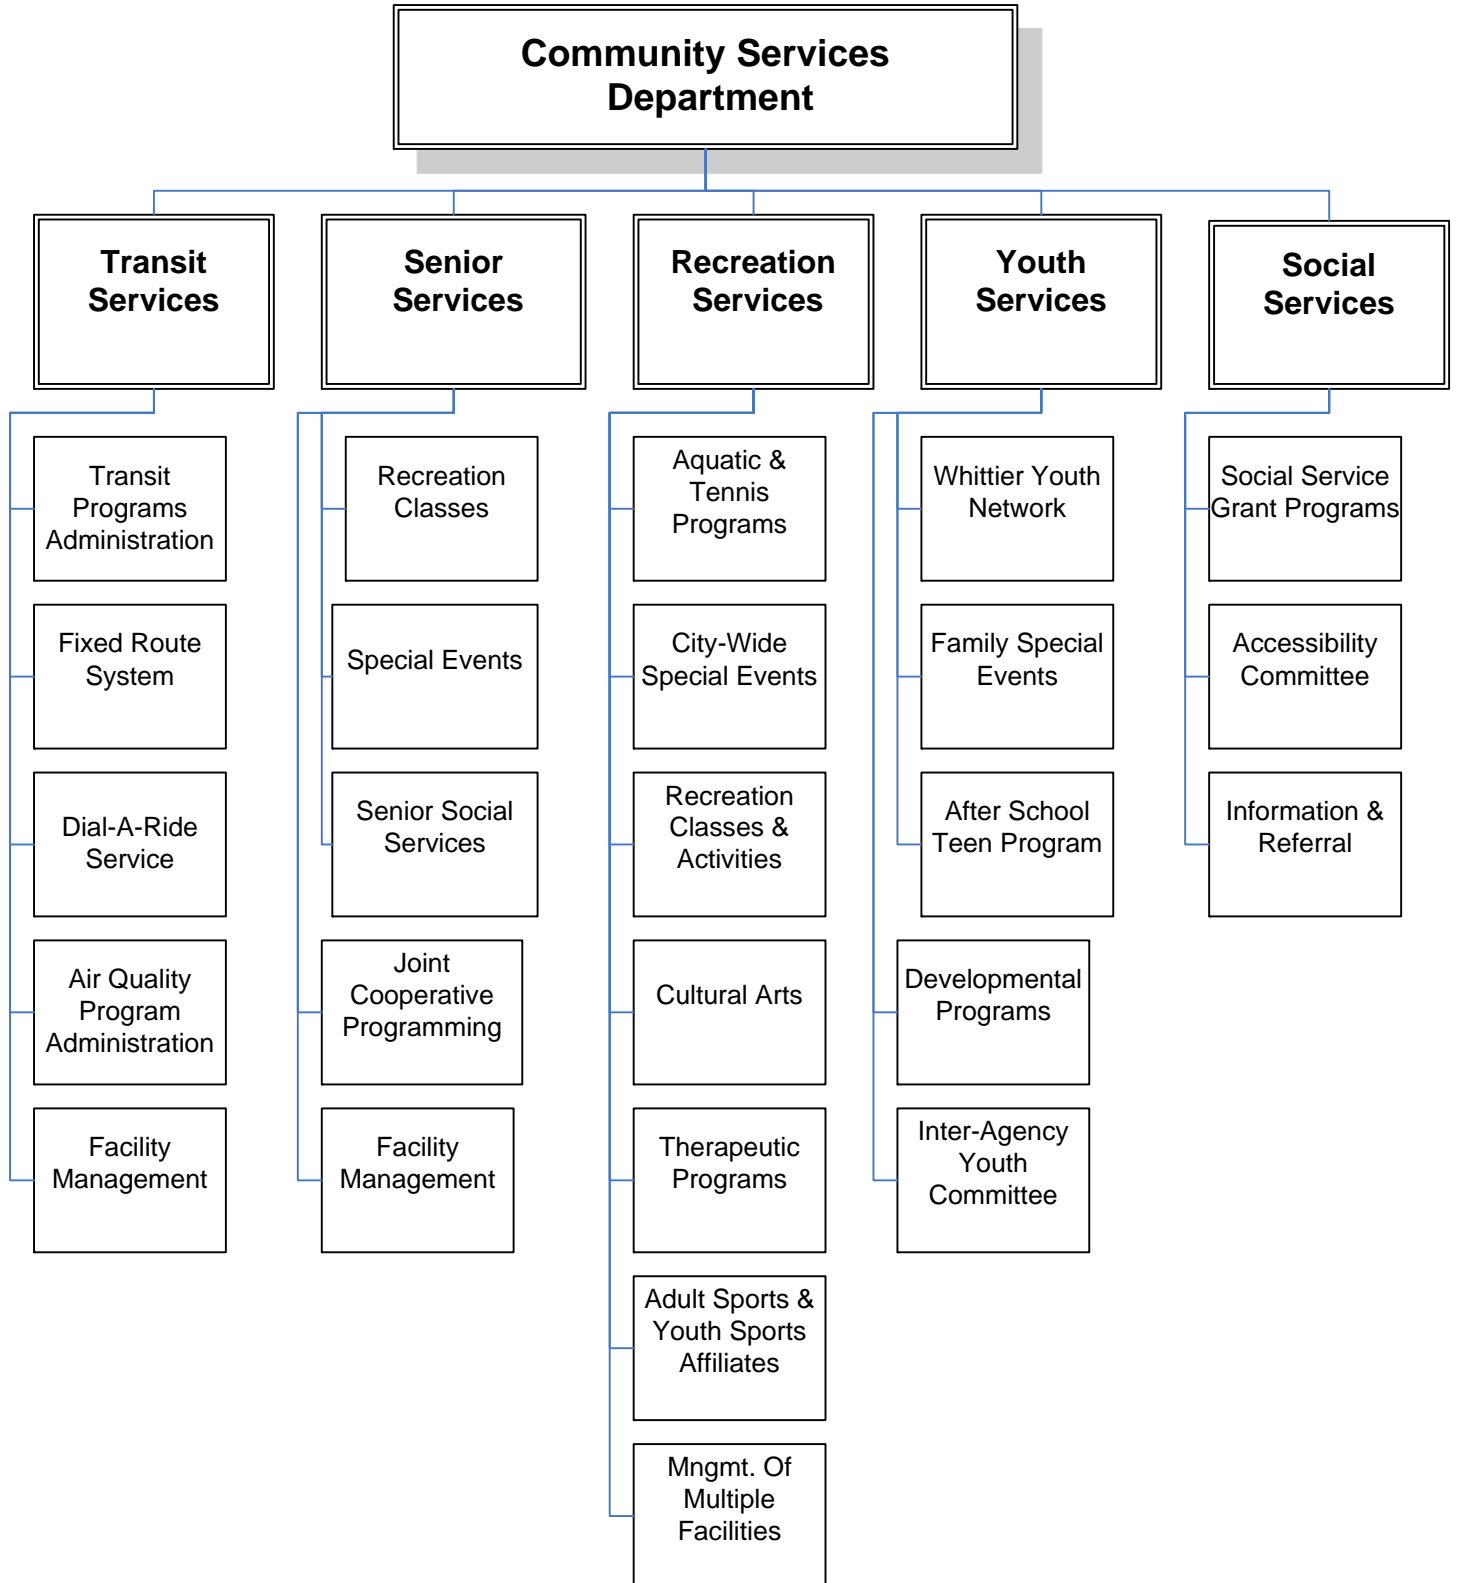 Community Services
Department
Transit
Services
Senior
Services
Recreation
Services
Youth
Services
Social
Services
Transit
Programs
Administration
Fixed Route
System
Dial-A-Ride
Service
Air Quality
Program
Administration
Facility
Management
Recreation
Classes
Special Events
Senior Social
Services
Joint
Cooperative
Programming
Facility
Management
Aquatic &
Tennis
Programs
City-Wide
Special Events
Recreation
Classes &
Activities
Cultural Arts
Therapeutic
Programs
Adult Sports &
Youth Sports
Affiliates
Mngmt. Of
Multiple
Facilities
Whittier Youth
Network
Family Special
Events
After School
Teen Program
Developmental
Programs
Inter-Agency
Youth
Committee
Social Service
Grant Programs
Accessibility
Committee
Information &
Referral